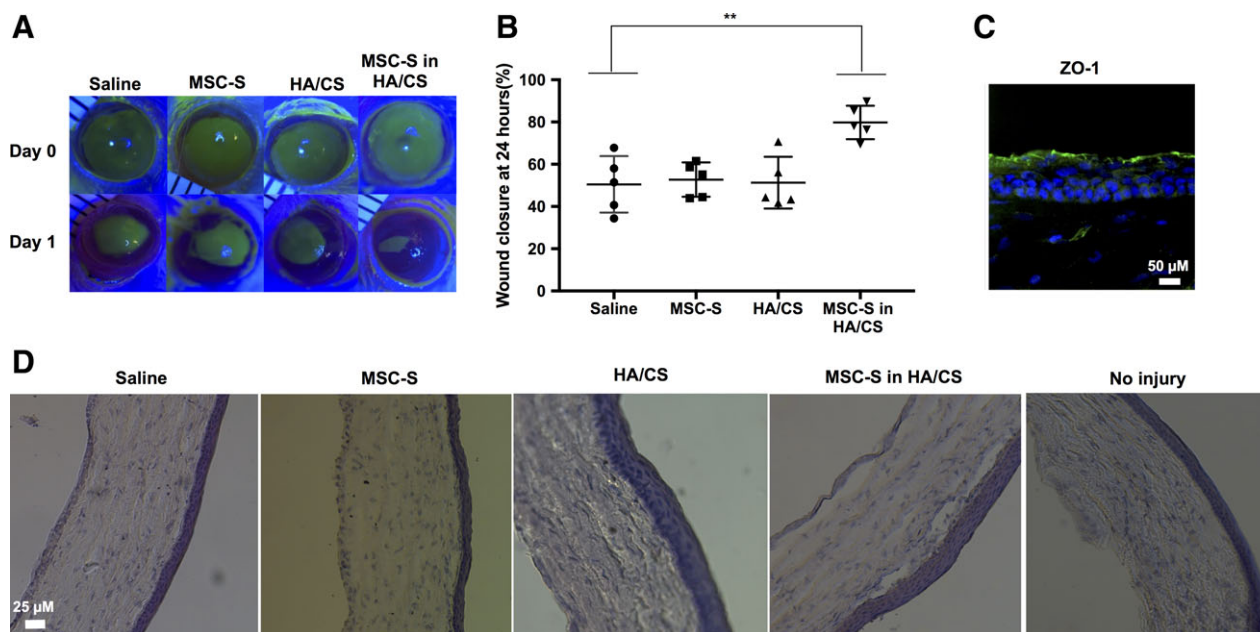 A
Saline
MSC-S
HA/CS
MSC-S in
HA/CS
Day 0
Day 1
B
**
Wound closure at 24 hours(%)
100
80
60
40
20
0
Saline
MSC-S
HA/CS
MSC-S in
HA/CS
C
ZO-1
50 µM
D
Saline
MSC-S
HA/CS
MSC-S in HA/CS
No injury
25 µM